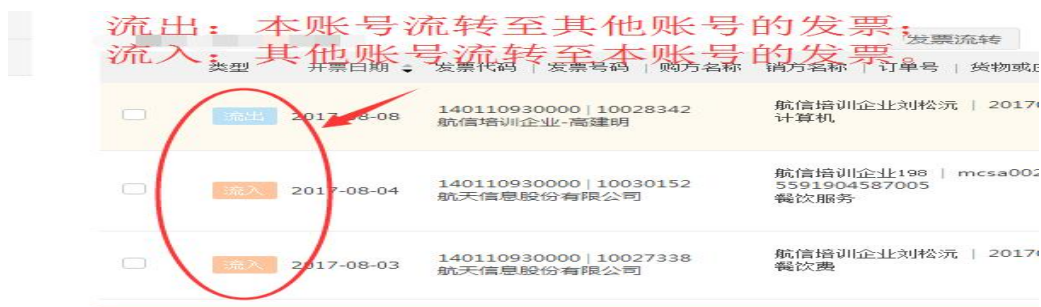 流出：本账号流转至其他账号的发票；
发票流转
流入：其他账号流转至本账号的发票。
类型 开票日期 发票代码 | 发票号码 | 购方名称 销方名称 | 订单号 | 货物或
流出 2017-08-08 140110930000 | 10028342 航信培训企业刘松沅 | 2017
航信培训企业-高建明 计算机
流入 2017-08-04 140110930000 | 10030152 航信培训企业198 | mcsa002
航天信息股份有限公司 5591904587005
餐饮服务
流入 2017-08-03 140110930000 | 10027338 航信培训企业刘松沅 | 2017
航天信息股份有限公司 餐饮费